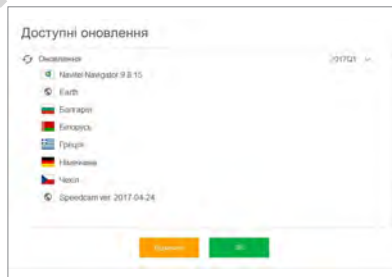 Доступні оновлення
Оновлення 2017Q1
Navitel Navigator 9.8.15
Earth
Болгарія
Білорусь
Греція
Німеччина
Чехія
Speedcam ver. 2017-04-24